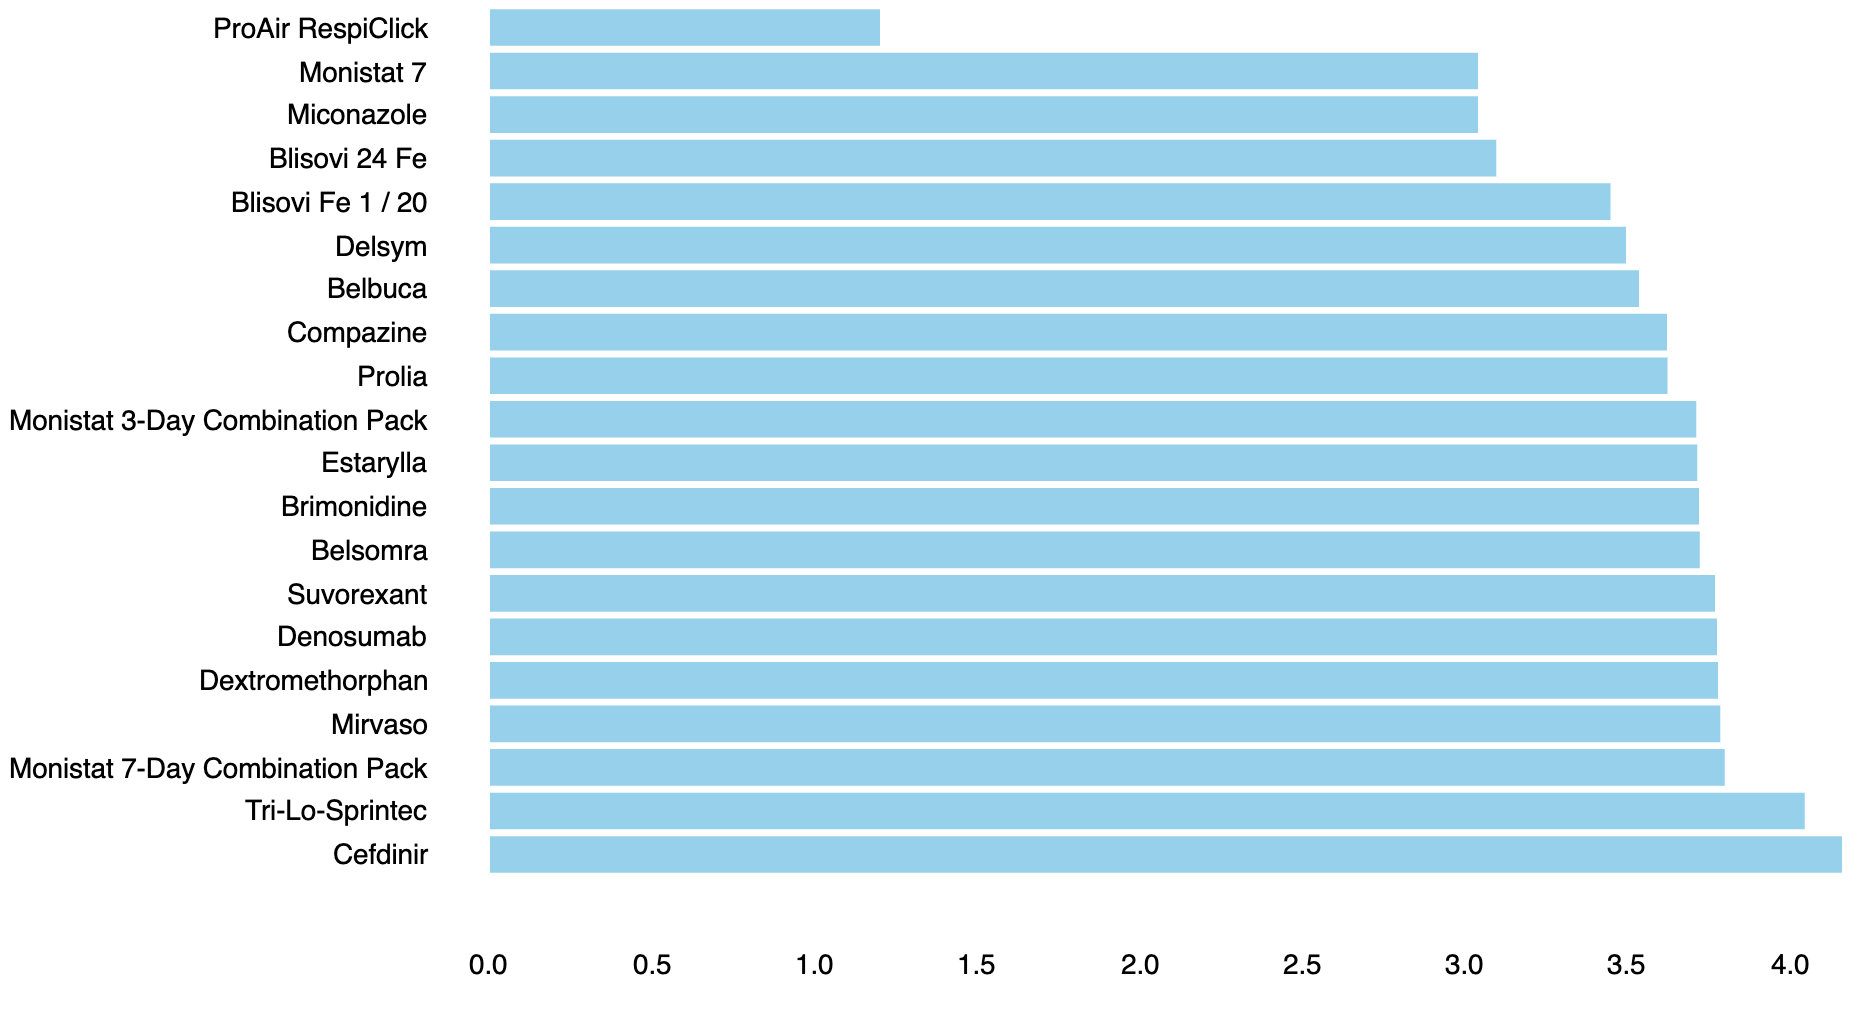 ProAir RespiClick
Monistat 7
Miconazole
Blisovi 24 Fe
Blisovi Fe 1 / 20
Delsym
Belbuca
Compazine
Prolia
Monistat 3-Day Combination Pack
Estarylla
Brimonidine
Belsomra
Suvorexant
Denosumab
Dextromethorphan
Mirvaso
Monistat 7-Day Combination Pack
Tri-Lo-Sprintec
Cefdinir
0.0 0.5 1.0 1.5 2.0 2.5 3.0 3.5 4.0